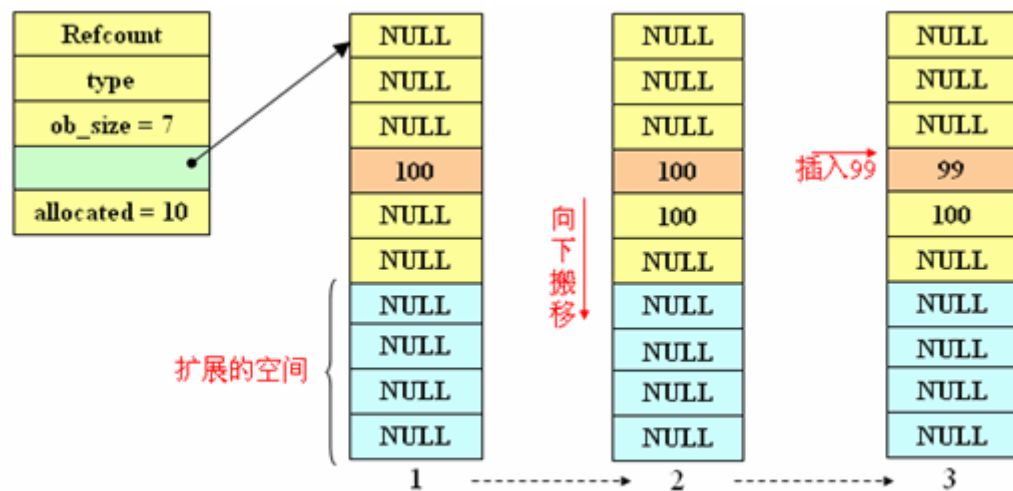 Refcount
type
ob_size = 7
allocated = 10
NULL
NULL
NULL
100
NULL
NULL
NULL
NULL
NULL
NULL
扩展的空间
1
NULL
NULL
NULL
100
100
NULL
NULL
NULL
NULL
NULL
向下搬移
2
NULL
NULL
NULL
99
100
NULL
NULL
NULL
NULL
NULL
插入99
3